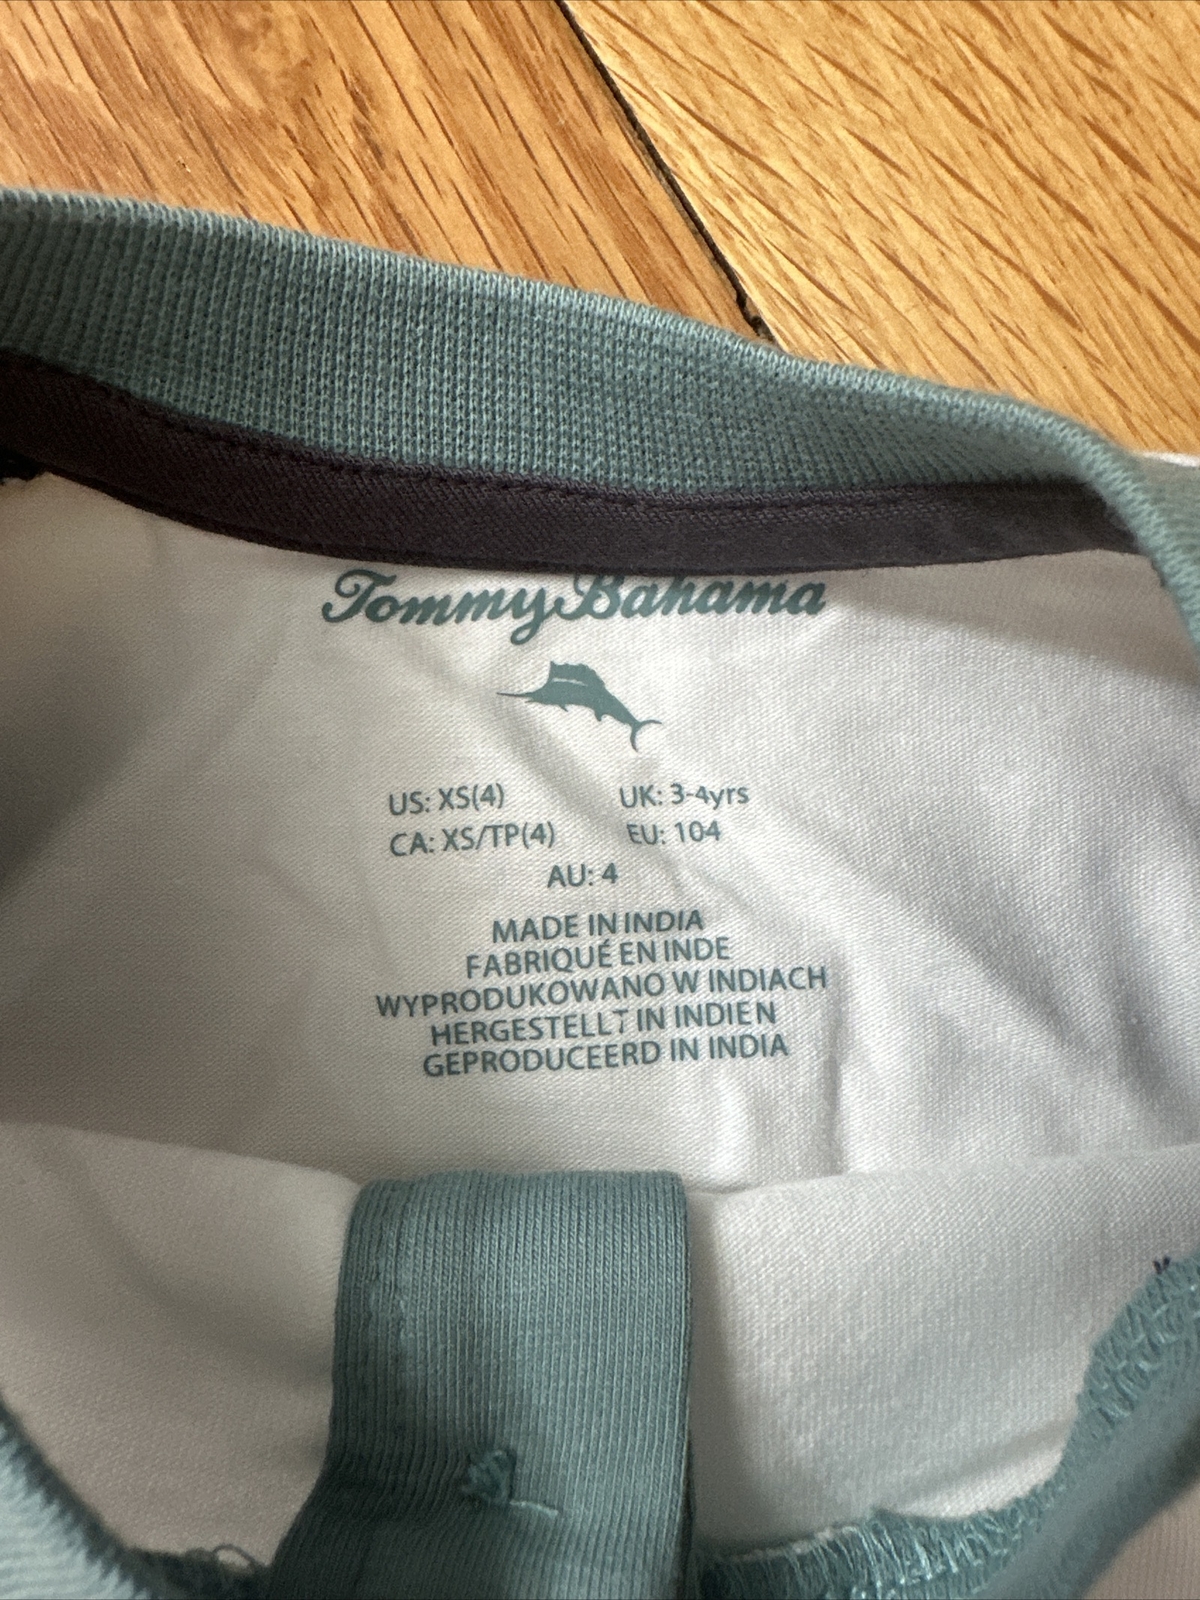 Tommy Bahama
US: XS(4) UK: 3-4yrs
CA: XS/TP(4) EU: 104
AU: 4
MADE IN INDIA
FABRIQUÉ EN INDE
WYPRODUKOWANO W INDIACH
HERGESTELLT IN INDIEN
GEPRODUCEERD IN INDIA